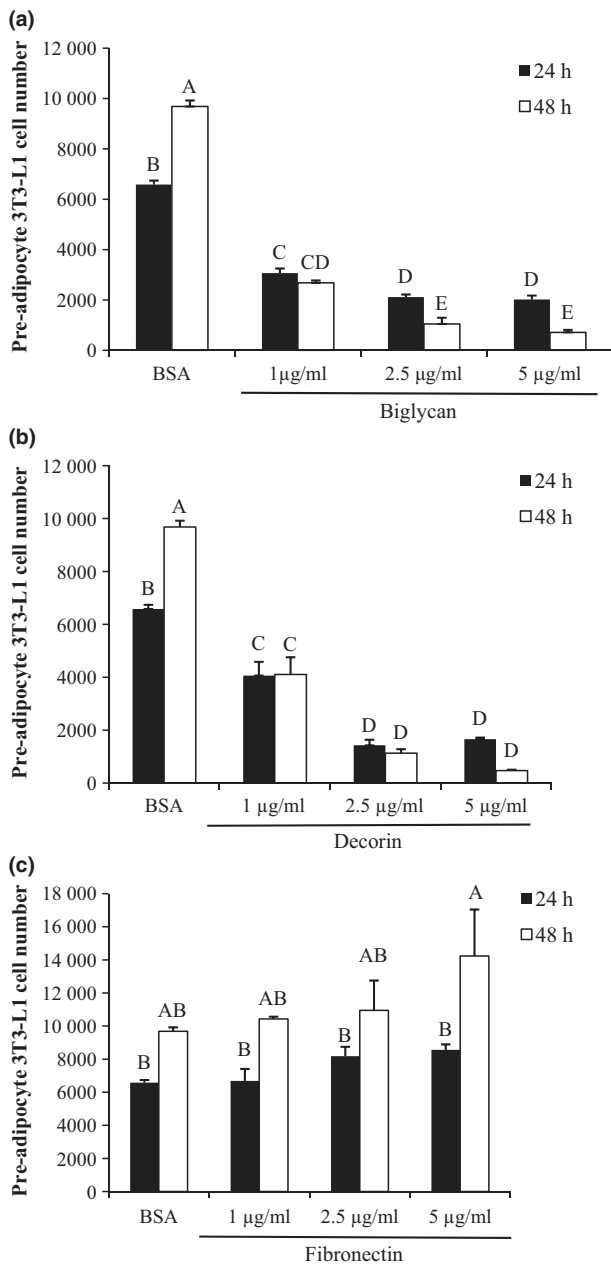 (a)
12 000
10 000
8000
6000
4000
2000
0
Pre-adipocyte 3T3-L1 cell number
24 h
48 h
B
A
C
CD
D
E
D
E
BSA
1µg/ml
2.5 µg/ml
5 µg/ml
Biglycan
(b)
12 000
10 000
8000
6000
4000
2000
0
Pre-adipocyte 3T3-L1 cell number
24 h
48 h
B
A
C
C
D
D
D
D
BSA
1 µg/ml
2.5 µg/ml
5 µg/ml
Decorin
(c)
18 000
16 000
14 000
12 000
10 000
8000
6000
4000
2000
0
Pre-adipocyte 3T3-L1 cell number
24 h
48 h
B
AB
B
AB
B
AB
B
A
BSA
1 µg/ml
2.5 µg/ml
5 µg/ml
Fibronectin